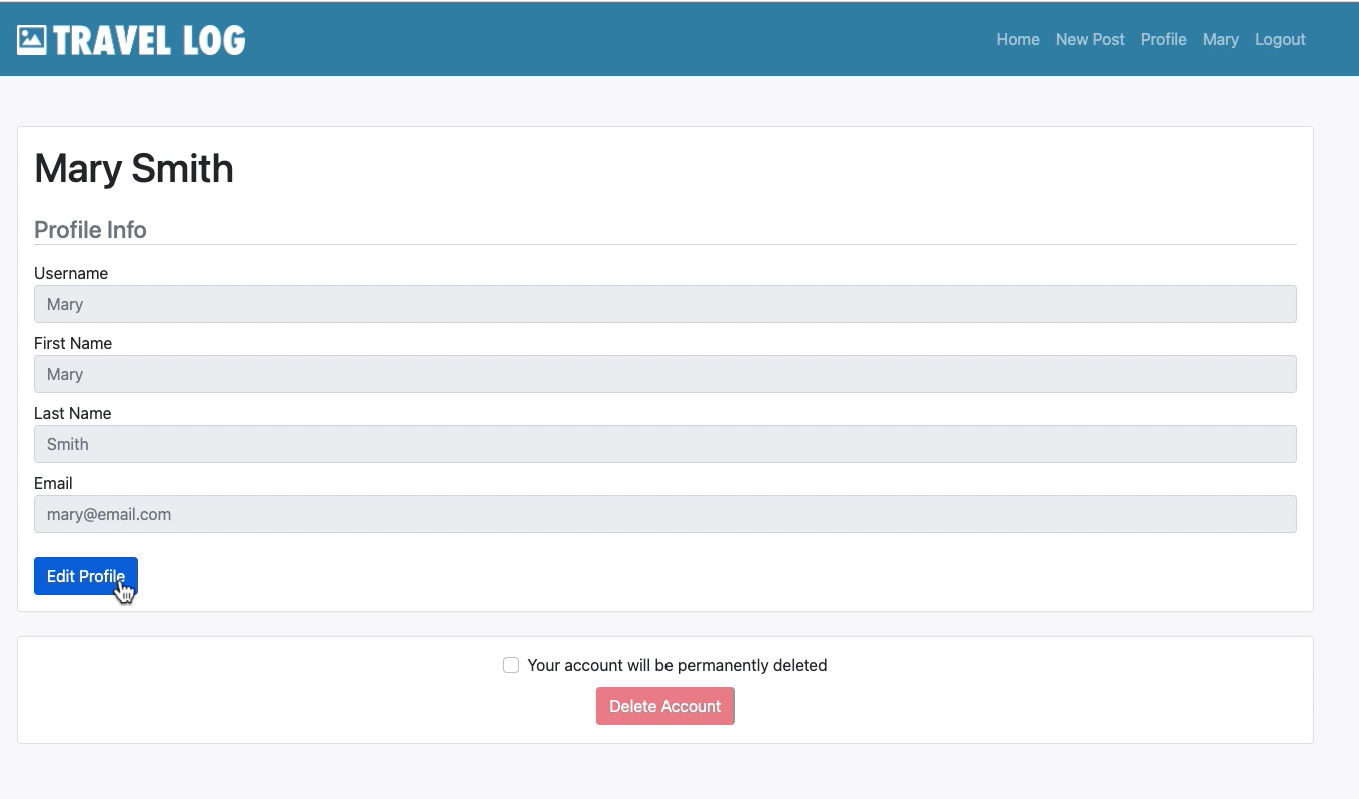 TRAVEL LOG
Home New Post Profile Mary Logout
Mary Smith
Profile Info
Username
Mary
First Name
Mary
Last Name
Smith
Email
mary@email.com
Edit Profile
Your account will be permanently deleted
Delete Account